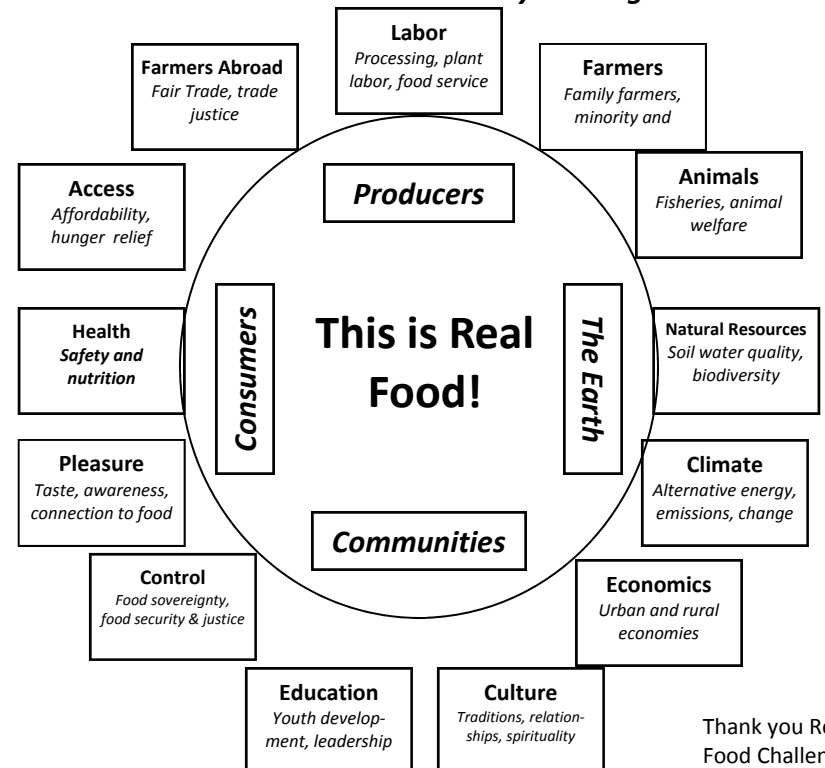 Labor
Processing, plant
labor, food service
Farmers Abroad
Fair Trade, trade
justice
Farmers
Family farmers,
minority and
Access
Affordability,
hunger relief
Producers
Animals
Fisheries, animal
welfare
Health
Safety and
nutrition
Consumers
This is Real
Food!
The Earth
Natural Resources
Soil water quality,
biodiversity
Pleasure
Taste, awareness,
connection to food
Climate
Alternative energy,
emissions, change
Communities
Control
Food sovereignty,
food security & justice
Economics
Urban and rural
economies
Education
Youth develop-
ment, leadership
Culture
Traditions, relation-
ships, spirituality
Thank you
Food